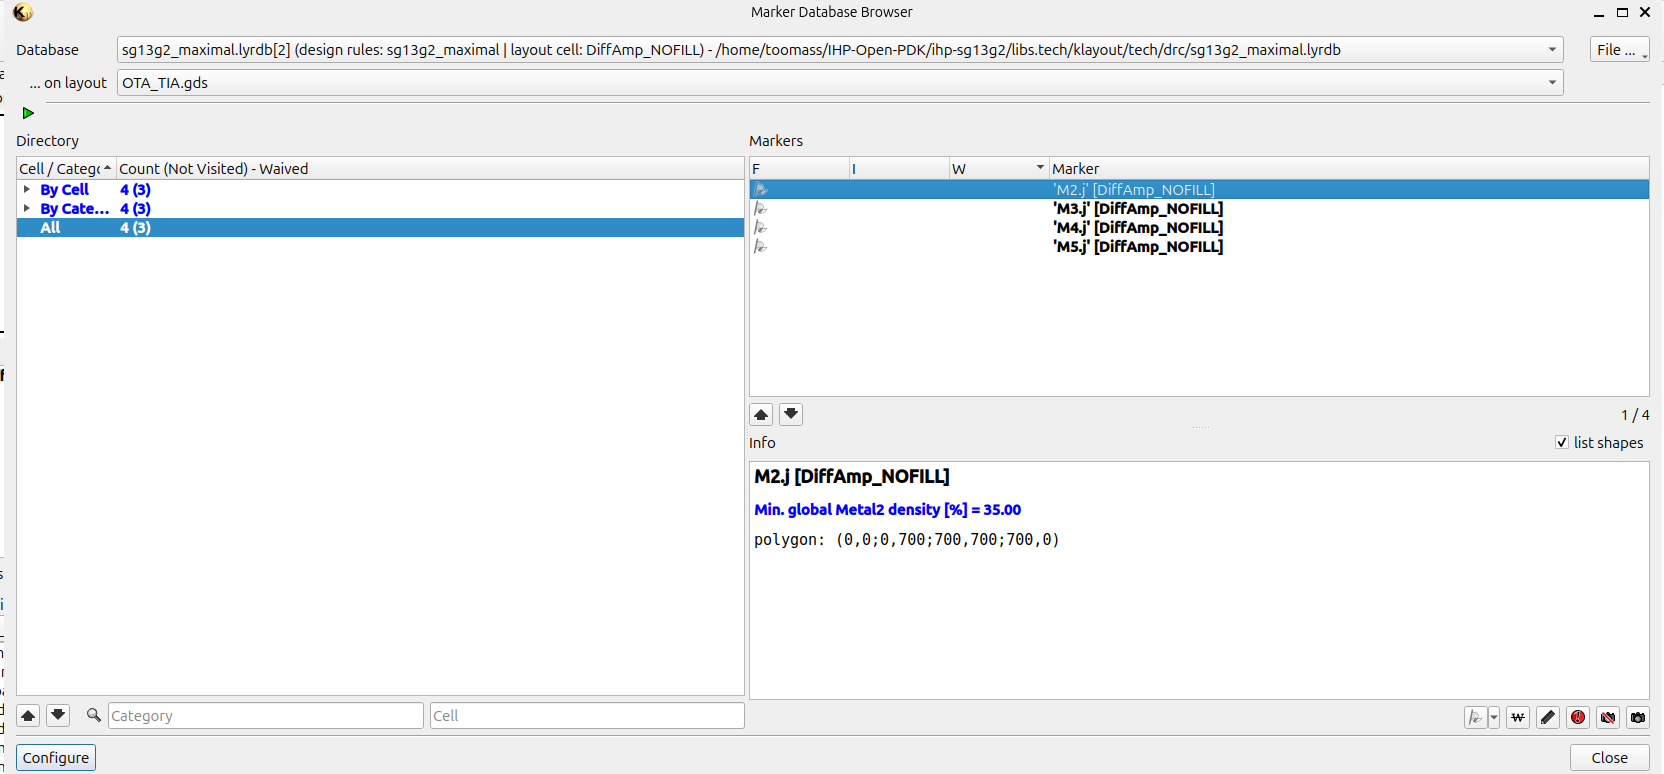 Marker Database Browser
Database
sg13g2_maximal.lyrdb[2] (design rules: sg13g2_maximal | layout cell: DiffAmp_NOFILL) - /home/toomass/IHP-Open-PDK/ihp-sg13g2/libs.tech/klayout/tech/drc/sg13g2_maximal.lyrdb
File ...
... on layout
OTA_TIA.gds
Directory
Cell / Catego
Count (Not Visited) - Waived
By Cell 4 (3)
By Cate... 4 (3)
All 4 (3)
Category
Cell
Markers
F I W Marker
'M2.j' [DiffAmp_NOFILL]
'M3.j' [DiffAmp_NOFILL]
'M4.j' [DiffAmp_NOFILL]
'M5.j' [DiffAmp_NOFILL]
1 / 4
Info
list shapes
M2.j [DiffAmp_NOFILL]
Min. global Metal2 density [%] = 35.00
polygon: (0,0;0,700;700,700;700,0)
W
Configure
Close